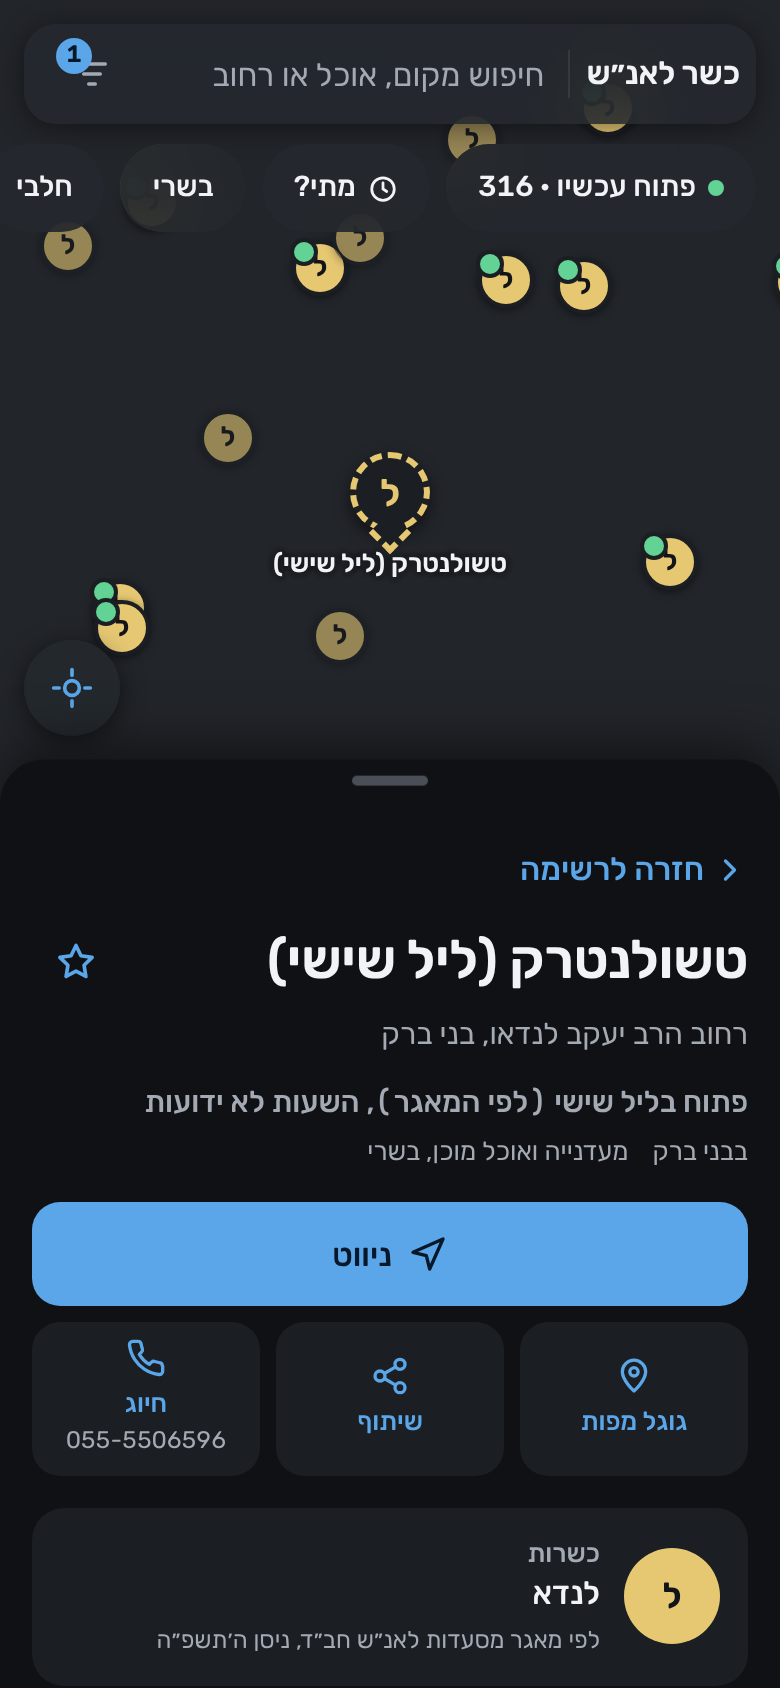 כשר לאנ״ש
חיפוש מקום, אוכל או רחוב
1
פתוח עכשיו • 316
מתי?
בשרי
חלבי
ל
ל
ל
ל
ל
ל
ל
ל
ל
טשולנטרק (ליל שישי)
ל
ל
ל
חזרה לרשימה
טשולנטרק (ליל שישי)
רחוב הרב יעקב לנדאו, בני ברק
פתוח בליל שישי (לפי המאגר), השעות לא ידועות
בבני ברק מעדנייה ואוכל מוכן, בשרי
ניווט
גוגל מפות
שיתוף
חיוג
055-5506596
כשרות
לנדא
ל
לפי מאגר מסעדות לאנ״ש חב״ד, ניסן ה׳תשפ״ה